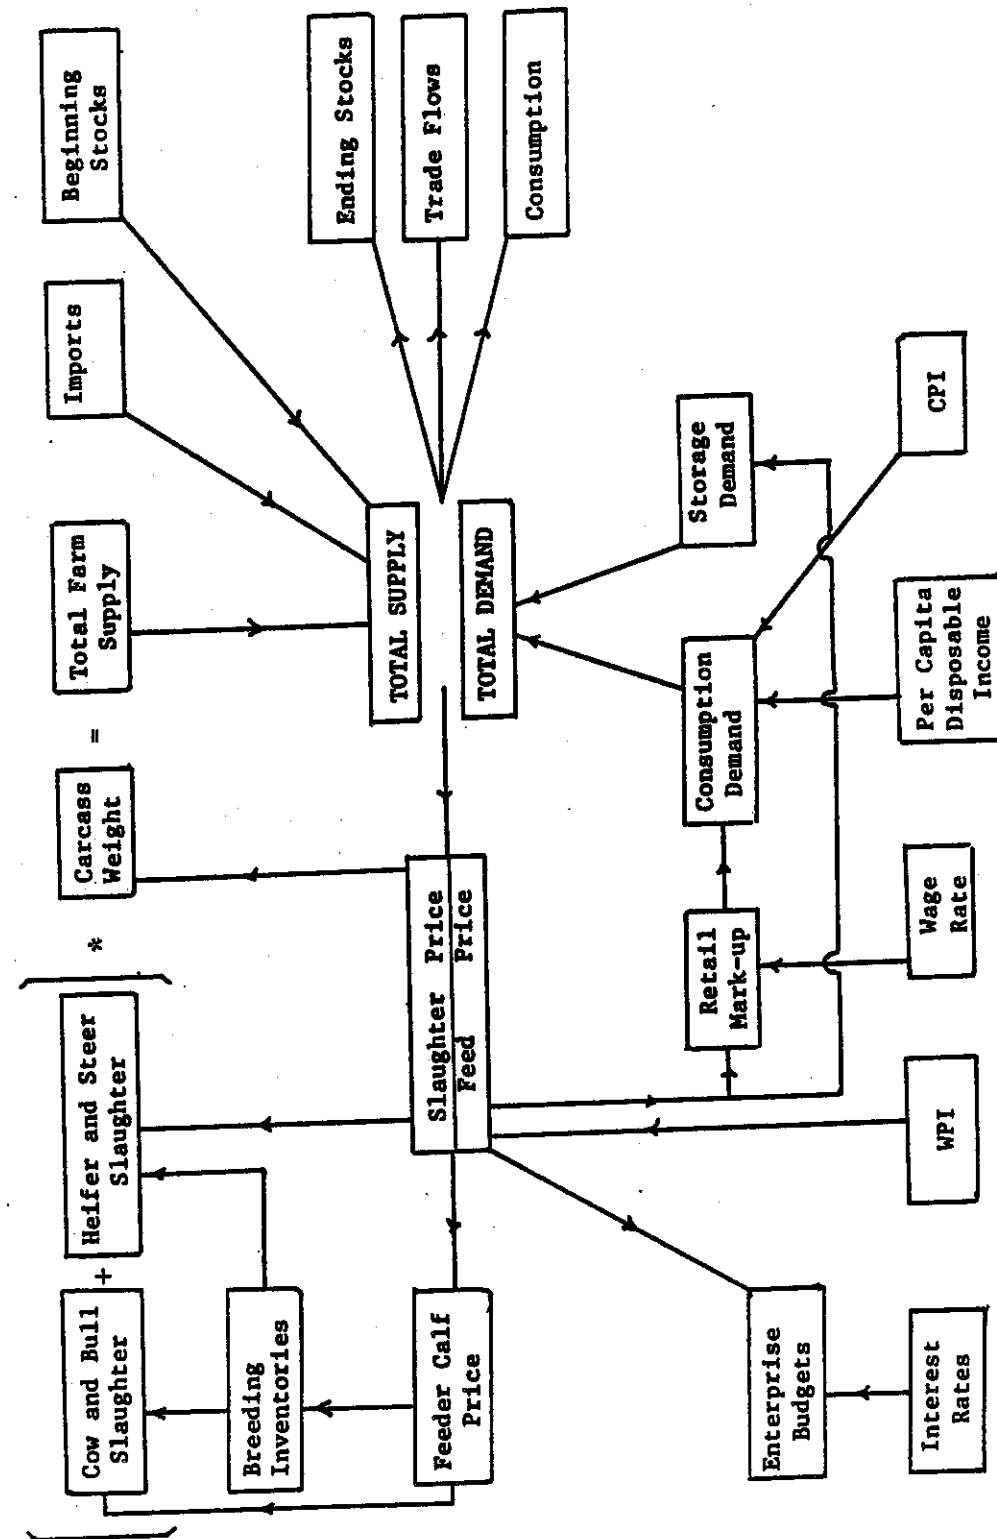 Cow and Bull
Slaughter
+
Heifer and Steer
Slaughter
*
Carcass
Weight
=
Total Farm
Supply
Imports
Beginning
Stocks
Breeding
Inventories
Feeder Calf
Price
Slaughter Price
Feed Price
TOTAL SUPPLY
TOTAL DEMAND
Ending Stocks
Trade Flows
Consumption
Enterprise
Budgets
Retail
Mark-up
Consumption
Demand
Storage
Demand
Interest
Rates
WPI
Wage
Rate
Per Capita
Disposable
Income
CPI